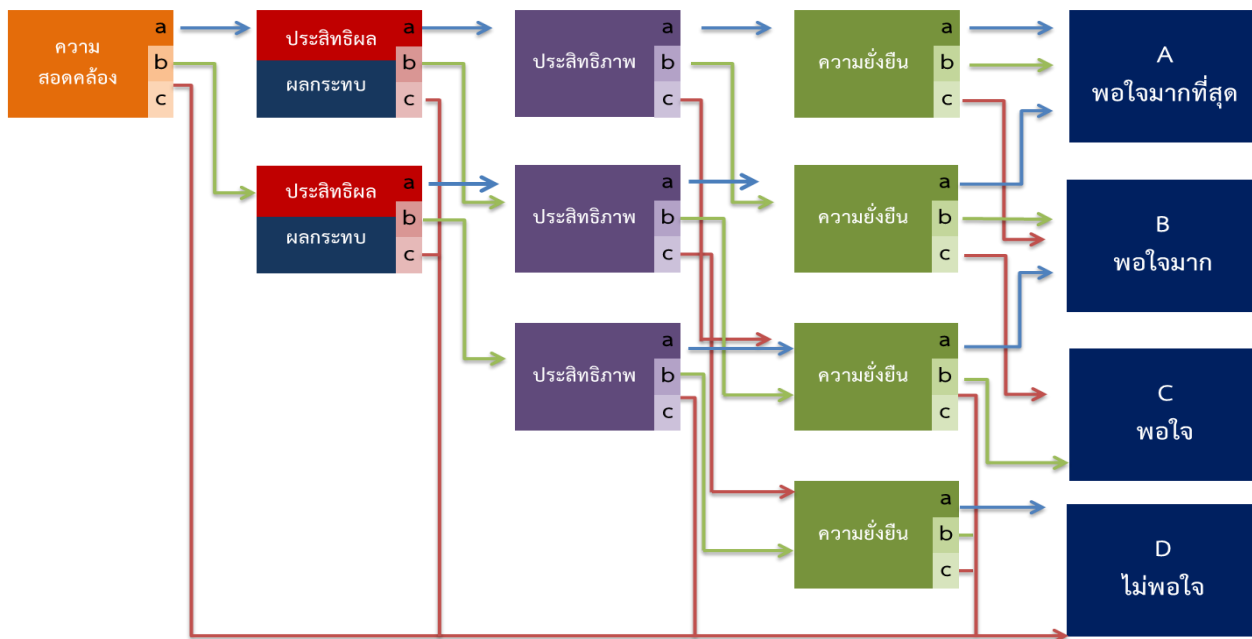 ความ
สอดคล้อง
a
b
c
ประสิทธิผล
ผลกระทบ
a
b
c
ประสิทธิภาพ
a
b
c
ความยั่งยืน
a
b
c
A
พอใจมากที่สุด
ประสิทธิผล
ผลกระทบ
a
b
c
ประสิทธิภาพ
a
b
c
ความยั่งยืน
a
b
c
B
พอใจมาก
ประสิทธิภาพ
a
b
c
ความยั่งยืน
a
b
c
C
พอใจ
ความยั่งยืน
a
b
c
D
ไม่พอใจ